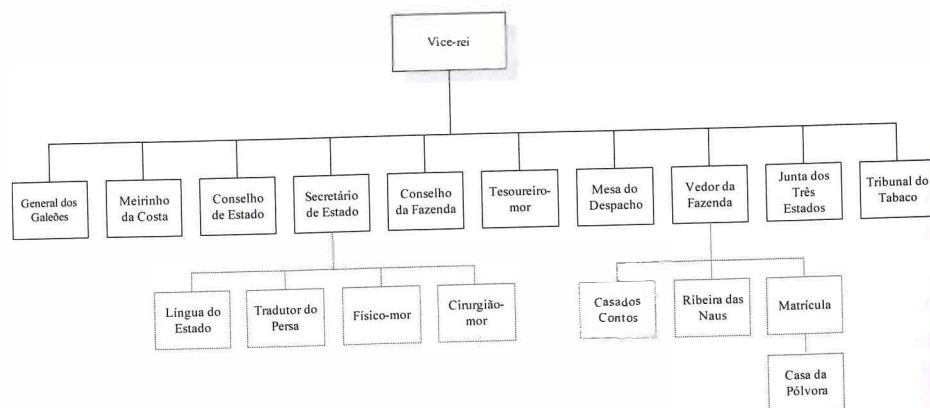 Vice-rei
General dos
Galeões
Meirinho
da Costa
Conselho
de Estado
Secretário
de Estado
Conselho
da Fazenda
Tesoureiro-
mor
Mesa do
Despacho
Vedor da
Fazenda
Junta dos
Três
Estados
Tribunal do
Tabaco
Língua do
Estado
Tradutor do
Persa
Físico-mor
Cirurgião-
mor
Casados
Contos
Ribeira das
Naus
Matrícula
Casa da
Pólvora